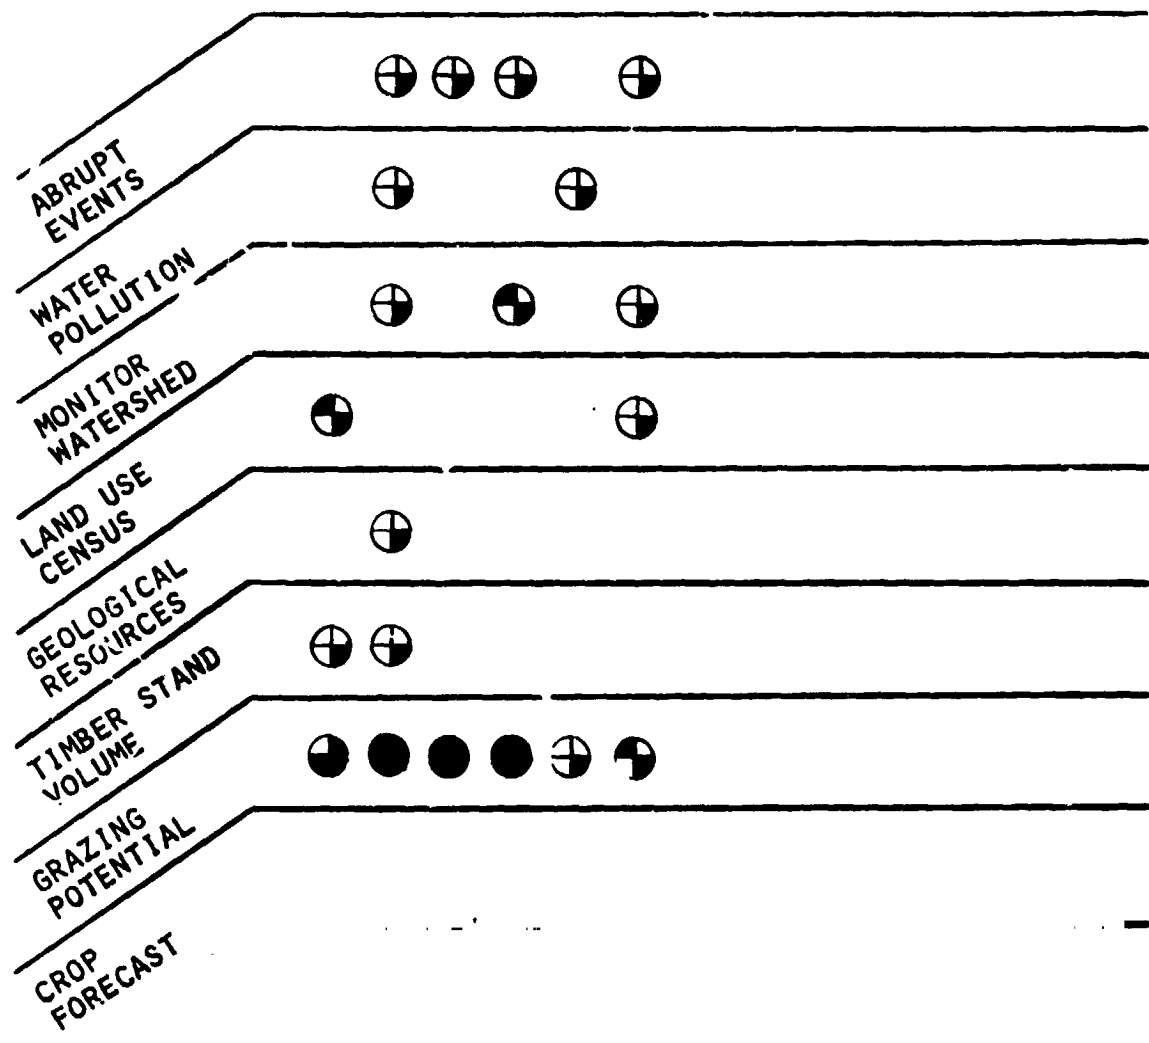 ABRUPT
EVENTS
WATER
POLLUTION
MONITOR
WATERSHED
LAND USE
CENSUS
GEOLOGICAL
RESOURCES
TIMBER STAND
VOLUME
GRAZING
POTENTIAL
CROP
FORECAST